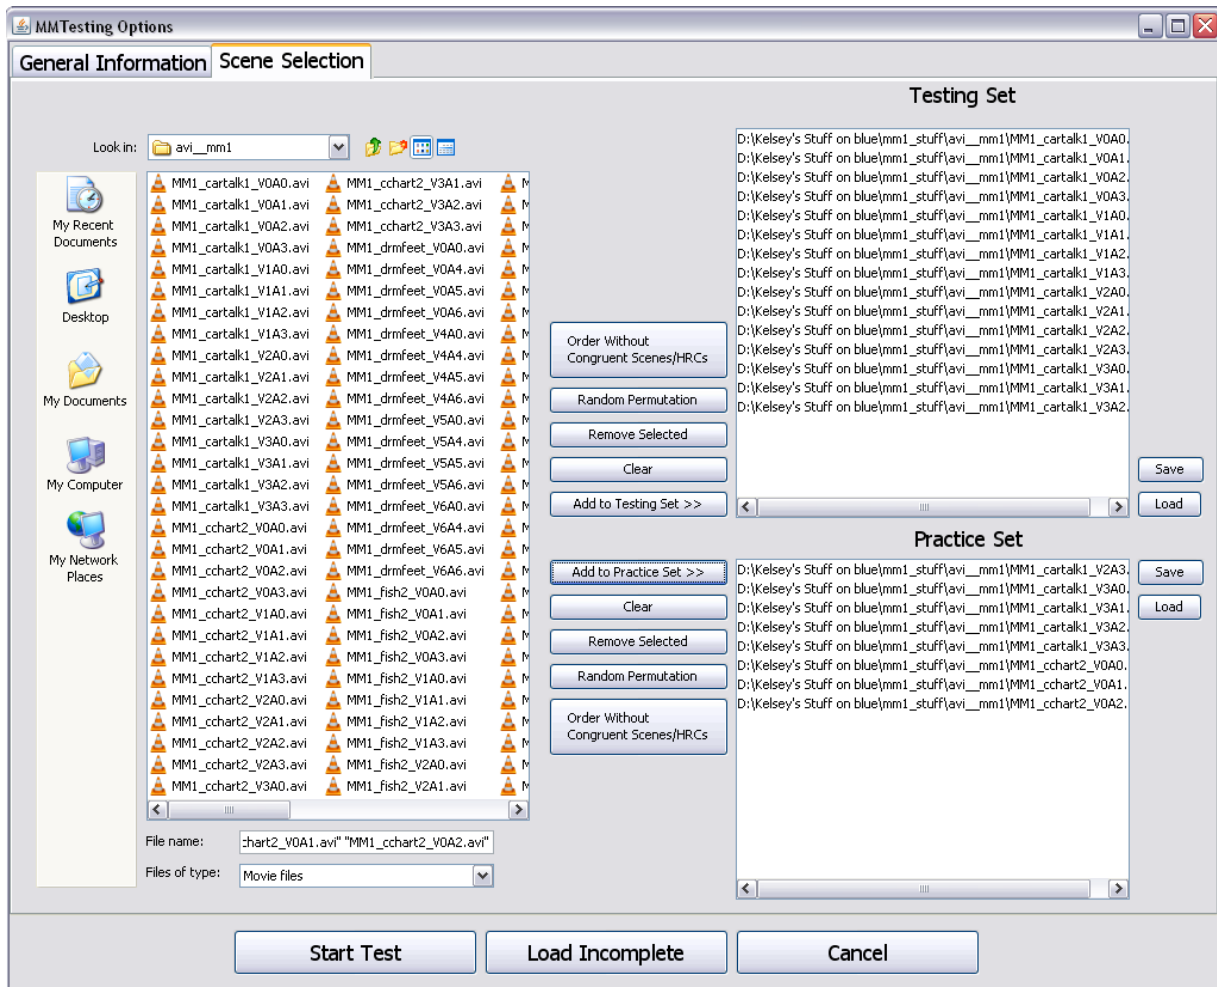 MMTesting Options
General Information
Scene Selection
Look in:
avi__mm1
My Recent
Documents
Desktop
My Documents
My Computer
My Network
Places
MM1_cartalk1_V0A0.avi
MM1_cartalk1_V0A1.avi
MM1_cartalk1_V0A2.avi
MM1_cartalk1_V0A3.avi
MM1_cartalk1_V1A0.avi
MM1_cartalk1_V1A1.avi
MM1_cartalk1_V1A2.avi
MM1_cartalk1_V1A3.avi
MM1_cartalk1_V2A0.avi
MM1_cartalk1_V2A1.avi
MM1_cartalk1_V2A2.avi
MM1_cartalk1_V2A3.avi
MM1_cartalk1_V3A0.avi
MM1_cartalk1_V3A1.avi
MM1_cartalk1_V3A2.avi
MM1_cartalk1_V3A3.avi
MM1_cchart2_V0A0.avi
MM1_cchart2_V0A1.avi
MM1_cchart2_V0A2.avi
MM1_cchart2_V0A3.avi
MM1_cchart2_V1A0.avi
MM1_cchart2_V1A1.avi
MM1_cchart2_V1A2.avi
MM1_cchart2_V1A3.avi
MM1_cchart2_V2A0.avi
MM1_cchart2_V2A1.avi
MM1_cchart2_V2A2.avi
MM1_cchart2_V2A3.avi
MM1_cchart2_V3A0.avi
MM1_cchart2_V3A1.avi
MM1_cchart2_V3A2.avi
MM1_cchart2_V3A3.avi
MM1_drmfeet_V0A0.avi
MM1_drmfeet_V0A4.avi
MM1_drmfeet_V0A5.avi
MM1_drmfeet_V0A6.avi
MM1_drmfeet_V4A0.avi
MM1_drmfeet_V4A4.avi
MM1_drmfeet_V4A5.avi
MM1_drmfeet_V4A6.avi
MM1_drmfeet_V5A0.avi
MM1_drmfeet_V5A4.avi
MM1_drmfeet_V5A5.avi
MM1_drmfeet_V5A6.avi
MM1_drmfeet_V6A0.avi
MM1_drmfeet_V6A4.avi
MM1_drmfeet_V6A5.avi
MM1_drmfeet_V6A6.avi
MM1_fish2_V0A0.avi
MM1_fish2_V0A1.avi
MM1_fish2_V0A2.avi
MM1_fish2_V0A3.avi
MM1_fish2_V1A0.avi
MM1_fish2_V1A1.avi
MM1_fish2_V1A2.avi
MM1_fish2_V1A3.avi
MM1_fish2_V2A0.avi
MM1_fish2_V2A1.avi
File name:
:hart2_V0A1.avi" "MM1_cchart2_V0A2.avi"
Files of type:
Movie files
Order Without
Congruent Scenes/HRCs
Random Permutation
Remove Selected
Clear
Add to Testing Set >>
Add to Practice Set >>
Clear
Remove Selected
Random Permutation
Order Without
Congruent Scenes/HRCs
Testing Set
D:\Kelsey's Stuff on blue\mm1_stuff\avi__mm1\MM1_cartalk1_V0A0.
D:\Kelsey's Stuff on blue\mm1_stuff\avi__mm1\MM1_cartalk1_V0A1.
D:\Kelsey's Stuff on blue\mm1_stuff\avi__mm1\MM1_cartalk1_V0A2.
D:\Kelsey's Stuff on blue\mm1_stuff\avi__mm1\MM1_cartalk1_V0A3.
D:\Kelsey's Stuff on blue\mm1_stuff\avi__mm1\MM1_cartalk1_V1A0.
D:\Kelsey's Stuff on blue\mm1_stuff\avi__mm1\MM1_cartalk1_V1A1.
D:\Kelsey's Stuff on blue\mm1_stuff\avi__mm1\MM1_cartalk1_V1A2.
D:\Kelsey's Stuff on blue\mm1_stuff\avi__mm1\MM1_cartalk1_V1A3.
D:\Kelsey's Stuff on blue\mm1_stuff\avi__mm1\MM1_cartalk1_V2A0.
D:\Kelsey's Stuff on blue\mm1_stuff\avi__mm1\MM1_cartalk1_V2A1.
D:\Kelsey's Stuff on blue\mm1_stuff\avi__mm1\MM1_cartalk1_V2A2.
D:\Kelsey's Stuff on blue\mm1_stuff\avi__mm1\MM1_cartalk1_V2A3.
D:\Kelsey's Stuff on blue\mm1_stuff\avi__mm1\MM1_cartalk1_V3A0.
D:\Kelsey's Stuff on blue\mm1_stuff\avi__mm1\MM1_cartalk1_V3A1.
D:\Kelsey's Stuff on blue\mm1_stuff\avi__mm1\MM1_cartalk1_V3A2.
Save
Load
Practice Set
D:\Kelsey's Stuff on blue\mm1_stuff\avi__mm1\MM1_cartalk1_V2A3.
D:\Kelsey's Stuff on blue\mm1_stuff\avi__mm1\MM1_cartalk1_V3A0.
D:\Kelsey's Stuff on blue\mm1_stuff\avi__mm1\MM1_cartalk1_V3A1.
D:\Kelsey's Stuff on blue\mm1_stuff\avi__mm1\MM1_cartalk1_V3A2.
D:\Kelsey's Stuff on blue\mm1_stuff\avi__mm1\MM1_cartalk1_V3A3.
D:\Kelsey's Stuff on blue\mm1_stuff\avi__mm1\MM1_cchart2_V0A0.
D:\Kelsey's Stuff on blue\mm1_stuff\avi__mm1\MM1_cchart2_V0A1.
D:\Kelsey's Stuff on blue\mm1_stuff\avi__mm1\MM1_cchart2_V0A2.
Save
Load
Start Test
Load Incomplete
Cancel